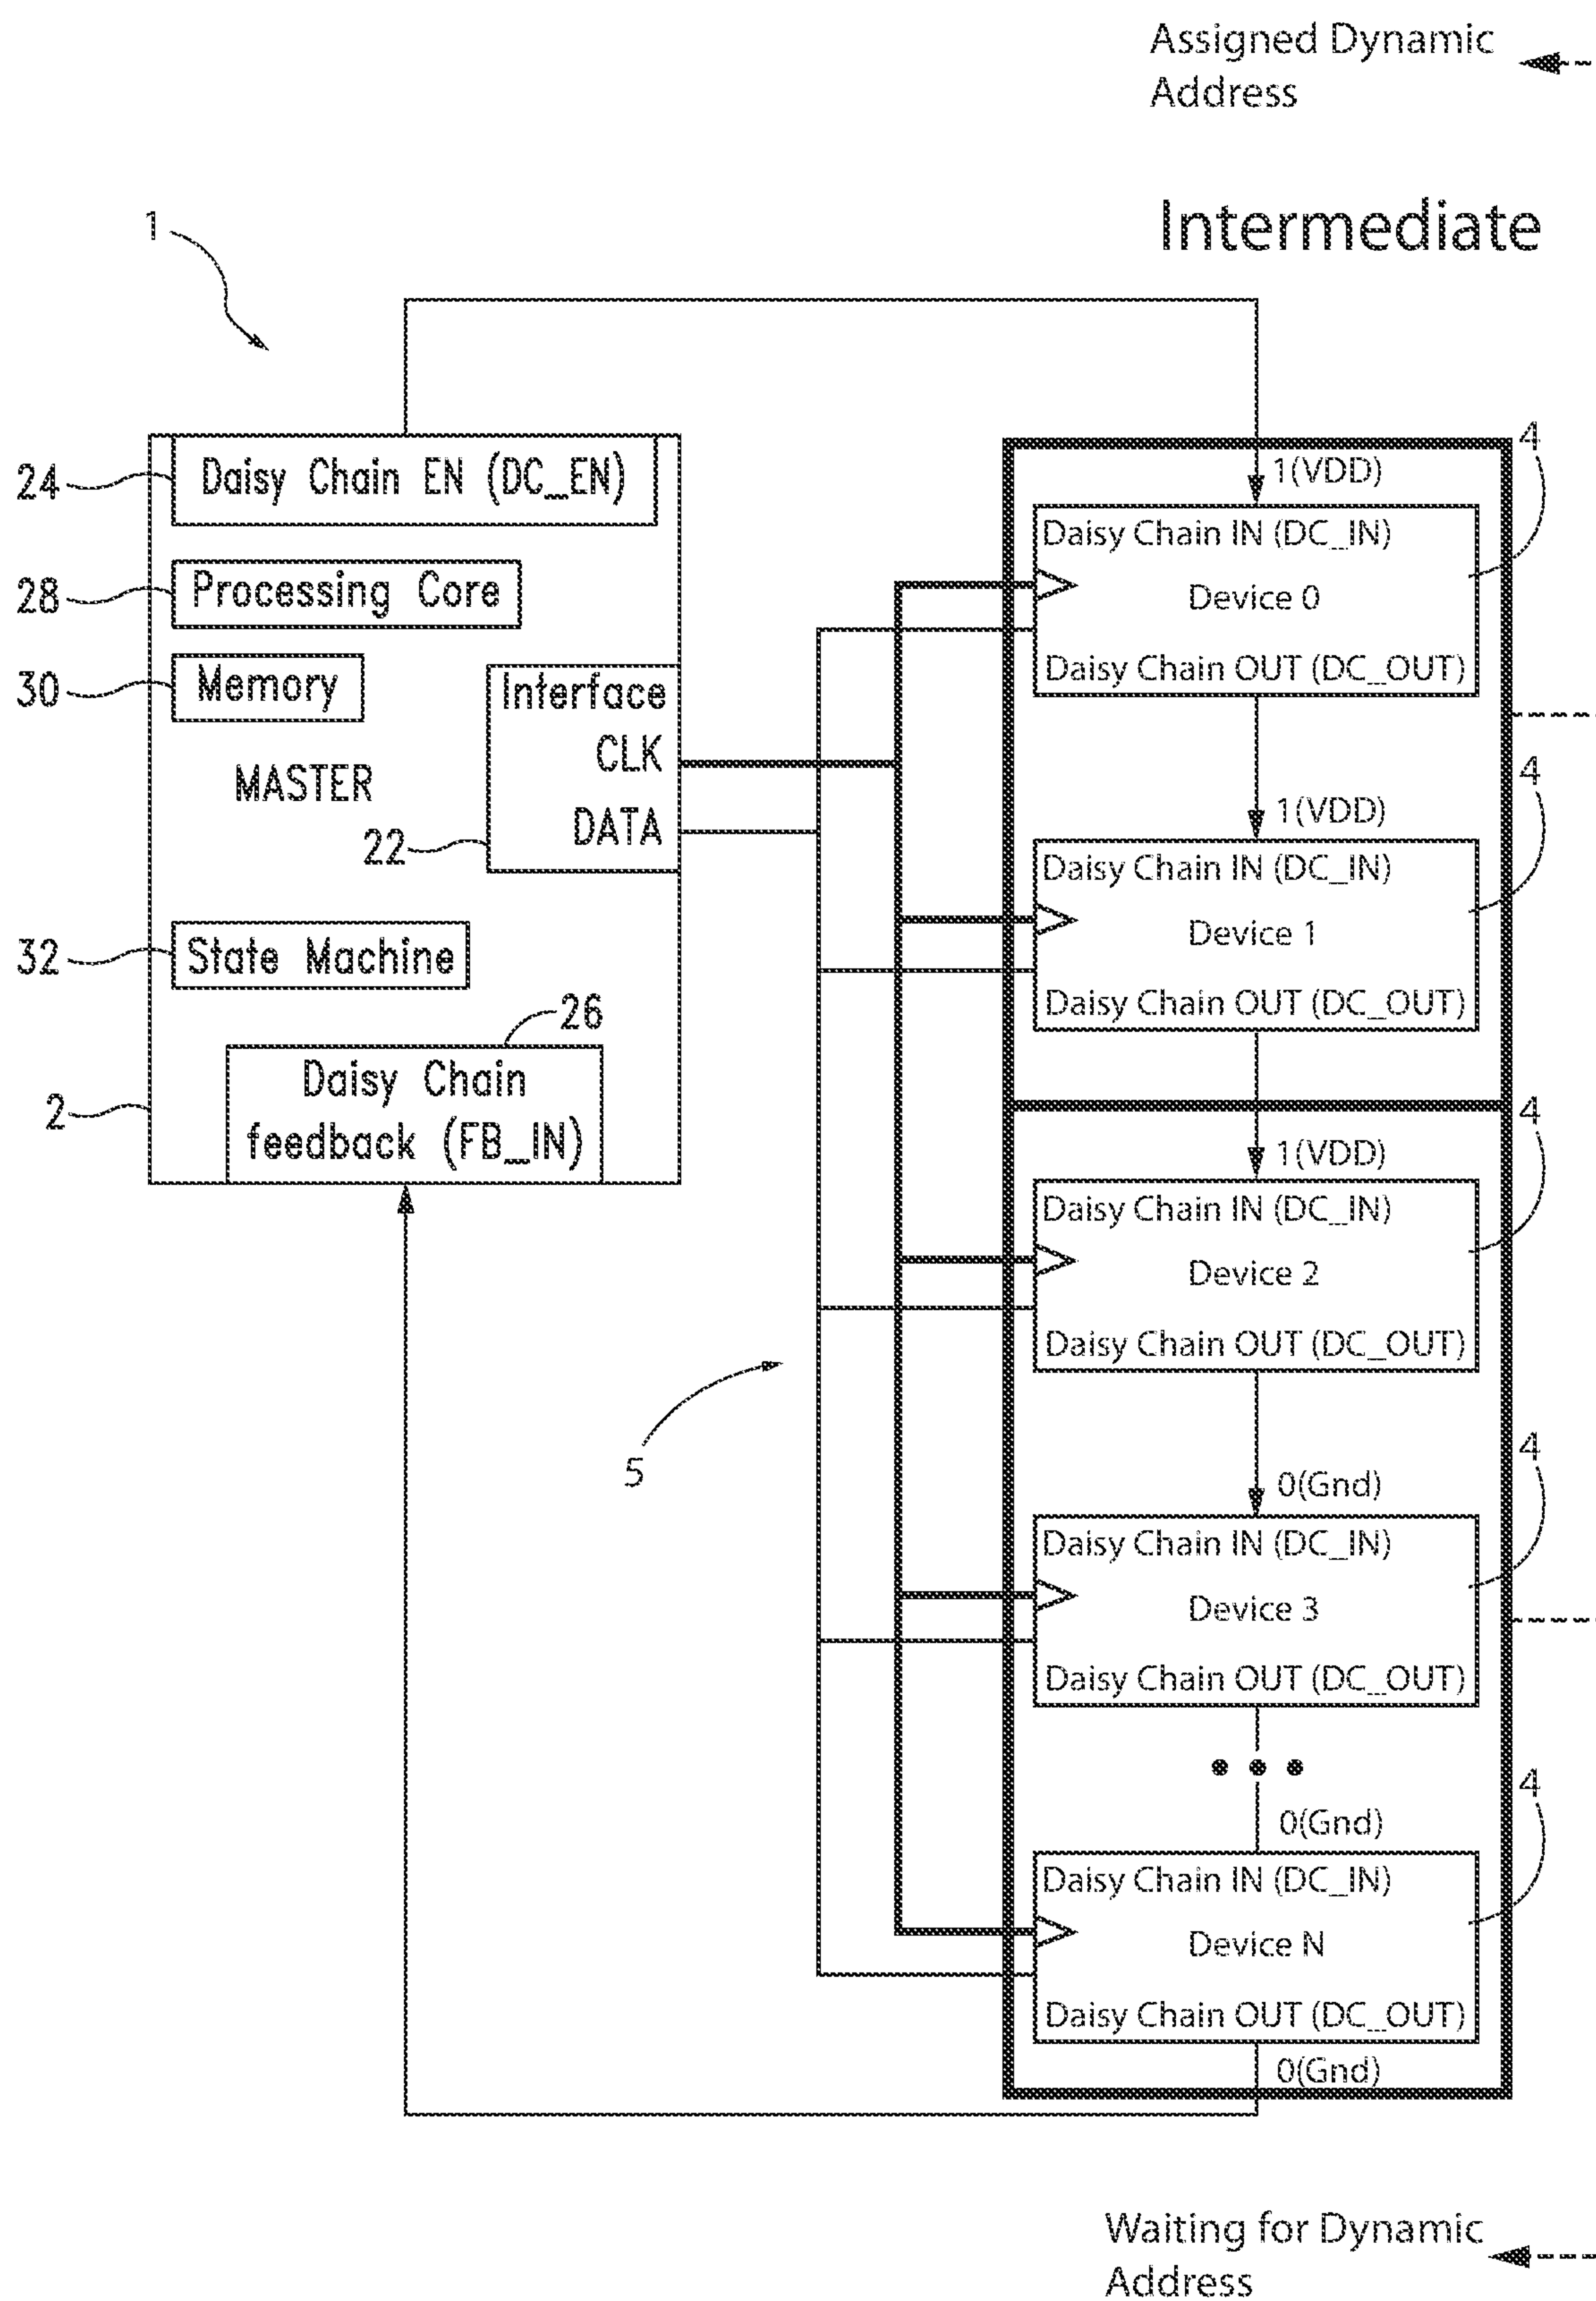 Assigned Dynamic
Address
Intermediate
1
24
Daisy Chain EN (DC_EN)
28
Processing Core
30
Memory
Interface
CLK
DATA
MASTER
22
32
State Machine
26
2
Daisy Chain
feedback (FB_IN)
5
1(VDD)
4
Daisy Chain IN (DC_IN)
Device 0
Daisy Chain OUT (DC_OUT)
1(VDD)
4
Daisy Chain IN (DC_IN)
Device 1
Daisy Chain OUT (DC_OUT)
1(VDD)
4
Daisy Chain IN (DC_IN)
Device 2
Daisy Chain OUT (DC_OUT)
0(Gnd)
4
Daisy Chain IN (DC_IN)
Device 3
Daisy Chain OUT (DC_OUT)
0(Gnd)
4
Daisy Chain IN (DC_IN)
Device N
Daisy Chain OUT (DC_OUT)
0(Gnd)
Waiting for Dynamic
Address